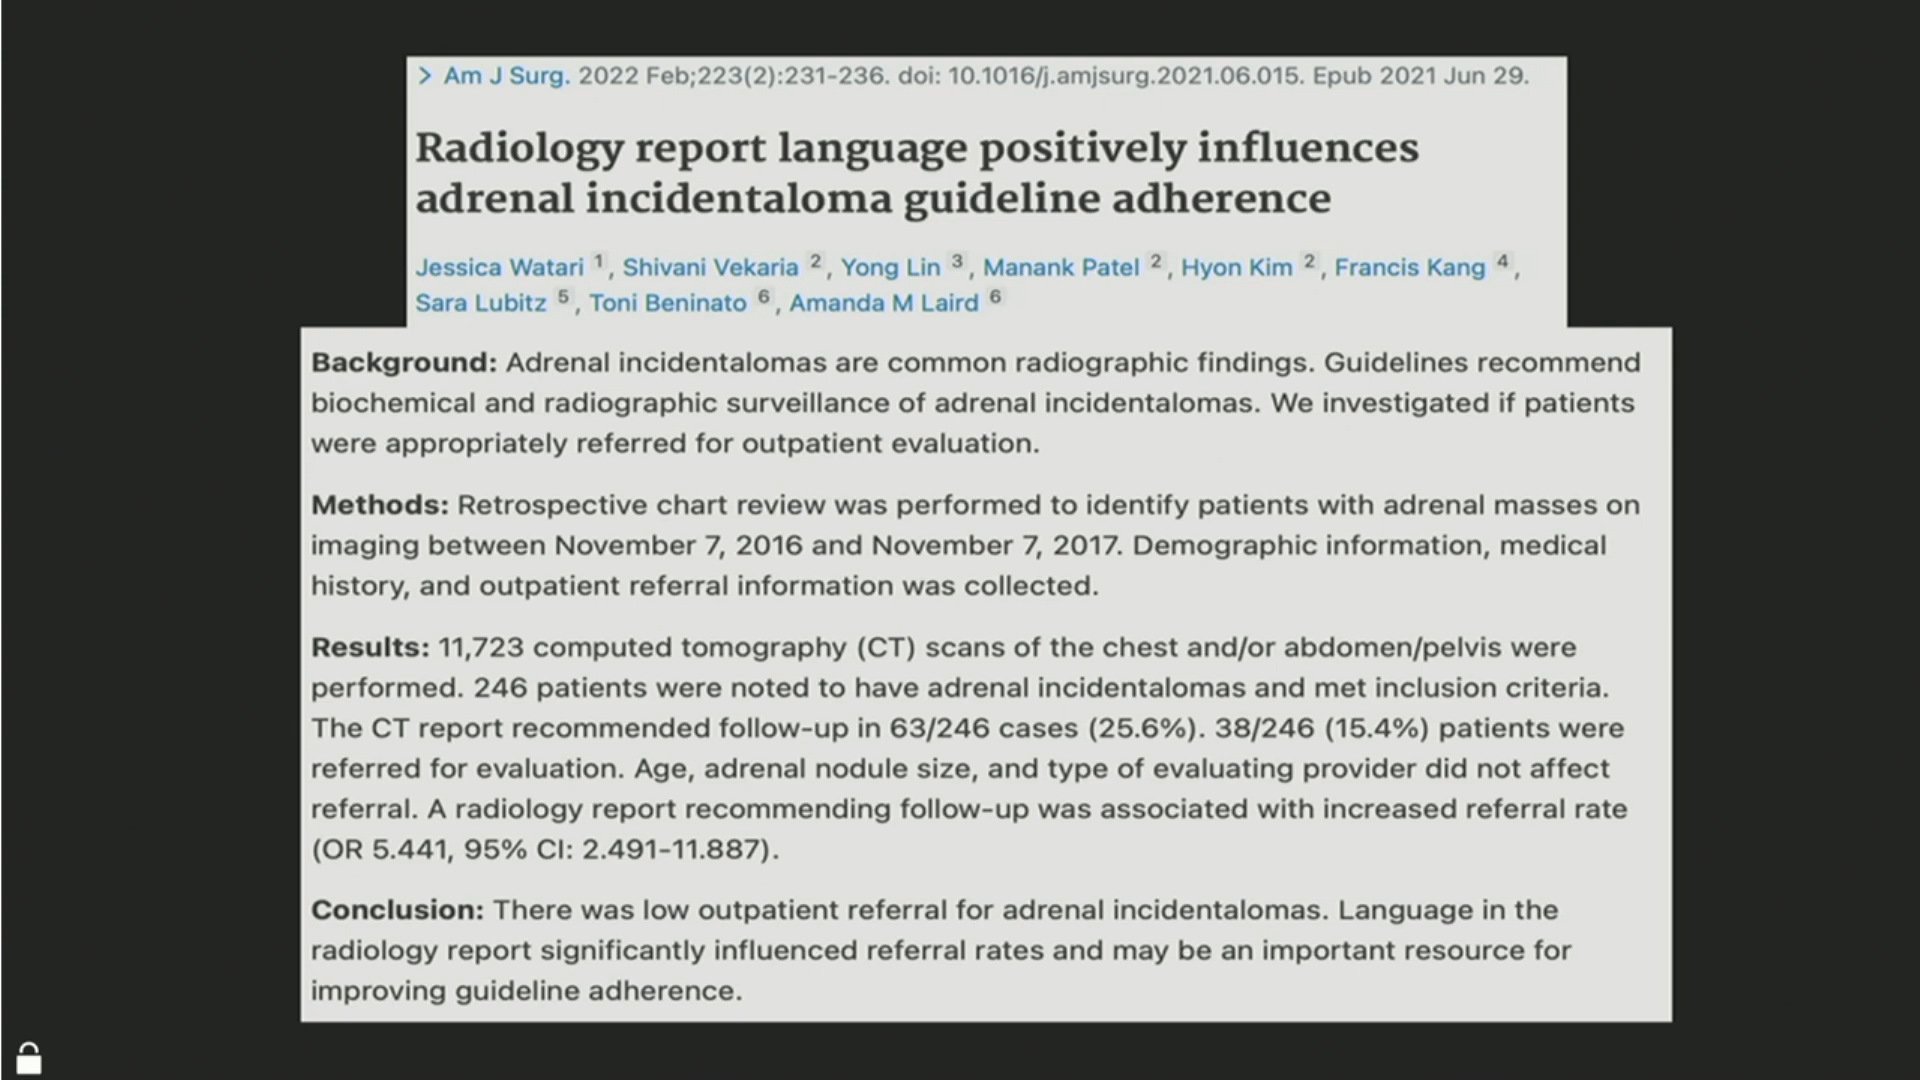 > Am J Surg. 2022 Feb;223(2):231-236. doi: 10.1016/j.amjsurg.2021.06.015. Epub 2021 Jun 29.
Radiology report language positively influences
adrenal incidentaloma guideline adherence
Jessica Watari 1, Shivani Vekaria 2, Yong Lin 3, Manank Patel 2, Hyon Kim 2, Francis Kang 4,
Sara Lubitz 5, Toni Beninato 6, Amanda M Laird 6
Background: Adrenal incidentalomas are common radiographic findings. Guidelines recommend
biochemical and radiographic surveillance of adrenal incidentalomas. We investigated if patients
were appropriately referred for outpatient evaluation.
Methods: Retrospective chart review was performed to identify patients with adrenal masses on
imaging between November 7, 2016 and November 7, 2017. Demographic information, medical
history, and outpatient referral information was collected.
Results: 11,723 computed tomography (CT) scans of the chest and/or abdomen/pelvis were
performed. 246 patients were noted to have adrenal incidentalomas and met inclusion criteria.
The CT report recommended follow-up in 63/246 cases (25.6%). 38/246 (15.4%) patients were
referred for evaluation. Age, adrenal nodule size, and type of evaluating provider did not affect
referral. A radiology report recommending follow-up was associated with increased referral rate
(OR 5.441, 95% CI: 2.491-11.887).
Conclusion: There was low outpatient referral for adrenal incidentalomas. Language in the
radiology report significantly influenced referral rates and may be an important resource for
improving guideline adherence.